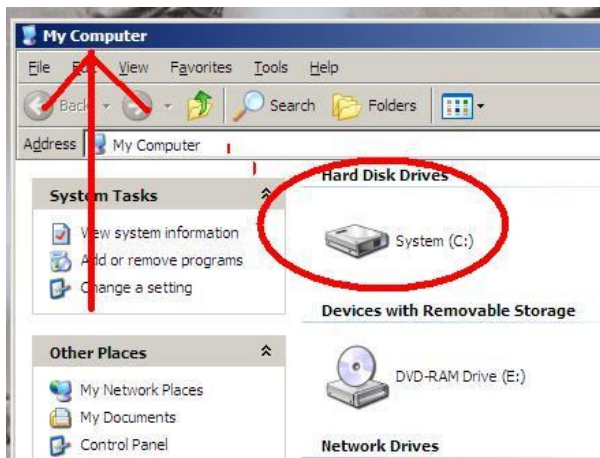 My Computer
File Edit View Favorites Tools Help
Back Search Folders
Address My Computer
System Tasks
View system information
Add or remove programs
Change a setting
Other Places
My Network Places
My Documents
Control Panel
Hard Disk Drives
System (C:)
Devices with Removable Storage
DVD-RAM Drive (E:)
Network Drives